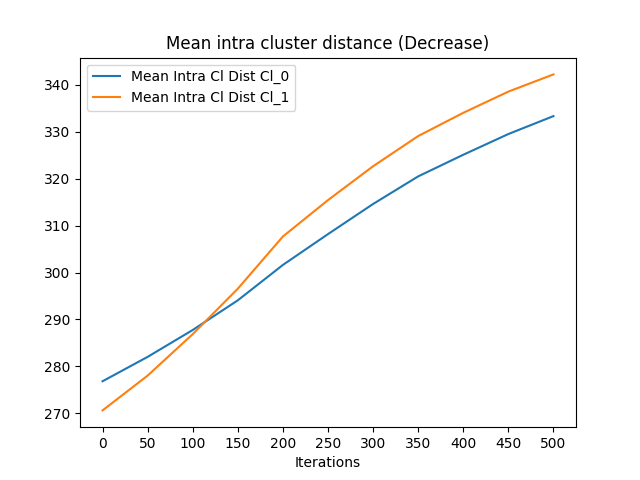 Mean intra cluster distance (Decrease)
Mean Intra Cl Dist Cl_0
Mean Intra Cl Dist Cl_1
340
330
320
310
300
290
280
270
0 50 100 150 200 250 300 350 400 450 500
Iterations